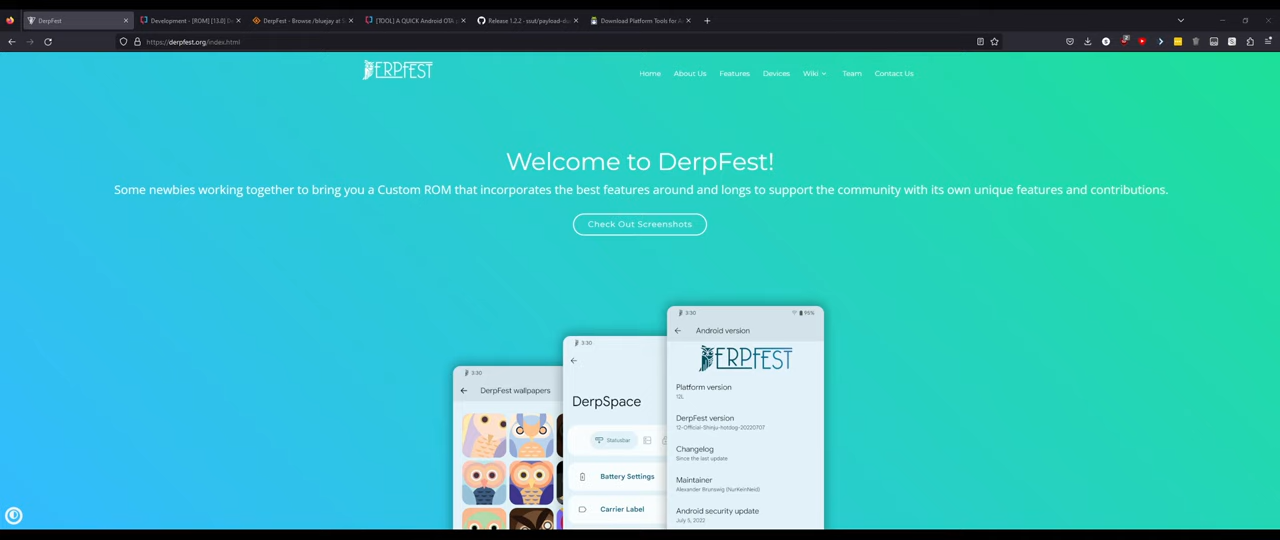 DerpFest
Development - [ROM] [13.0] D
DerpFest - Browse /bluejay at S
[TOOL] A QUICK Android OTA p
Release 1.2.2 · ssut/payload-du
Download Platform Tools for A
https://derpfest.org/index.html
ERPFEST
Home
About Us
Features
Devices
Wiki
Team
Contact Us
Welcome to DerpFest!
Some newbies working together to bring you a Custom ROM that incorporates the best features around and longs to support the community with its own unique features and contributions.
Check Out Screenshots
3:30
DerpFest wallpapers
3:30
DerpSpace
Statusbar
Battery Settings
Carrier Label
3:30
96%
Android version
ERPFEST
Platform version
12L
DerpFest version
12-Official-Shinju-hotdog-20220707
Changelog
Since the last update
Maintainer
Alexander Brunswig (NurKeinNeid)
Android security update
July 5, 2022